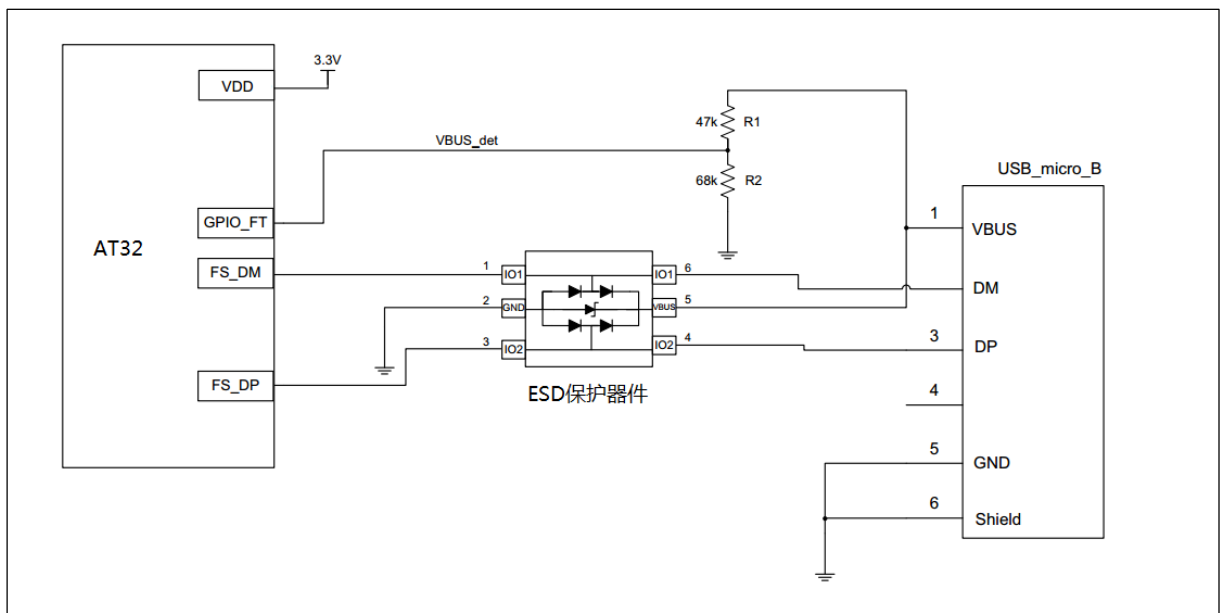 3.3V
VDD
47k R1
VBUS_det
68k R2
USB_micro_B
1
VBUS
GPIO_FT
AT32
FS_DM
1 IO1
IO1 6
DM
2 GND
VBUS 5
3 IO2
IO2 4
3
DP
FS_DP
ESD保护器件
4
5
GND
6
Shield